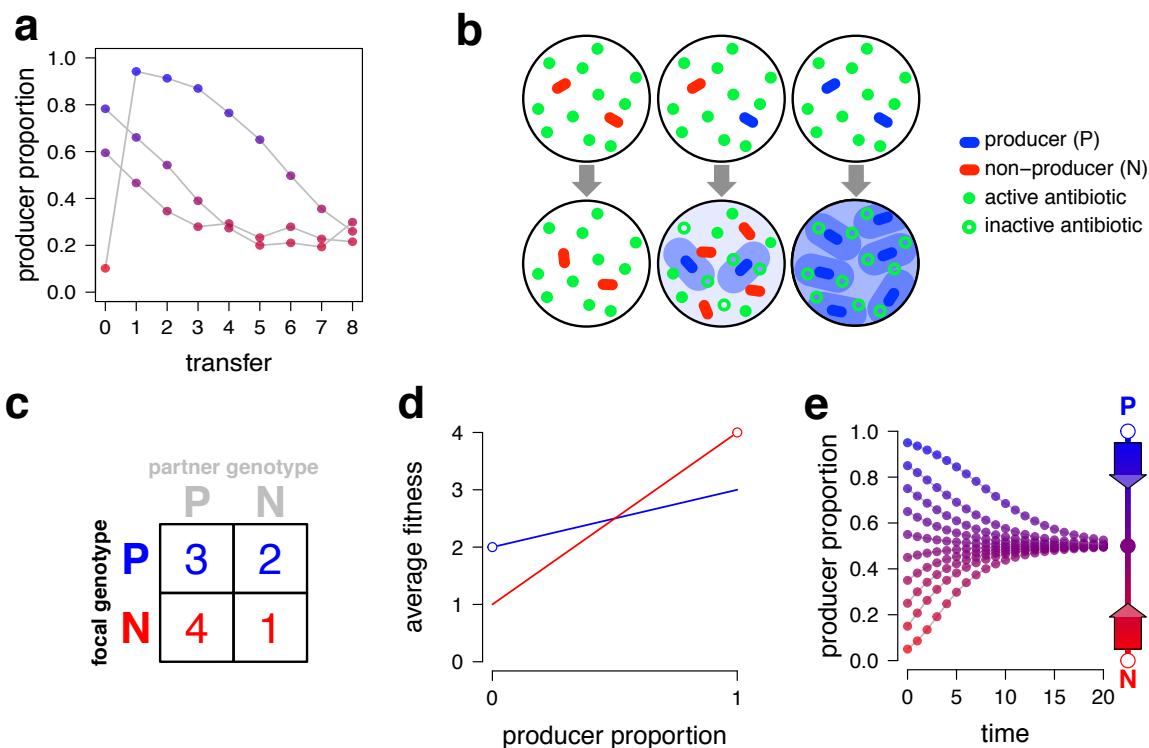 a
producer proportion
1.0
0.8
0.6
0.4
0.2
0.0
0 1 2 3 4 5 6 7 8
transfer
b
producer (P)
non−producer (N)
active antibiotic
inactive antibiotic
c
partner genotype
P N
focal genotype
P 3 2
N 4 1
d
average fitness
4
3
2
1
0
0 1
producer proportion
e
producer proportion
1.0
0.8
0.6
0.4
0.2
0.0
0 5 10 15 20
time
P
N